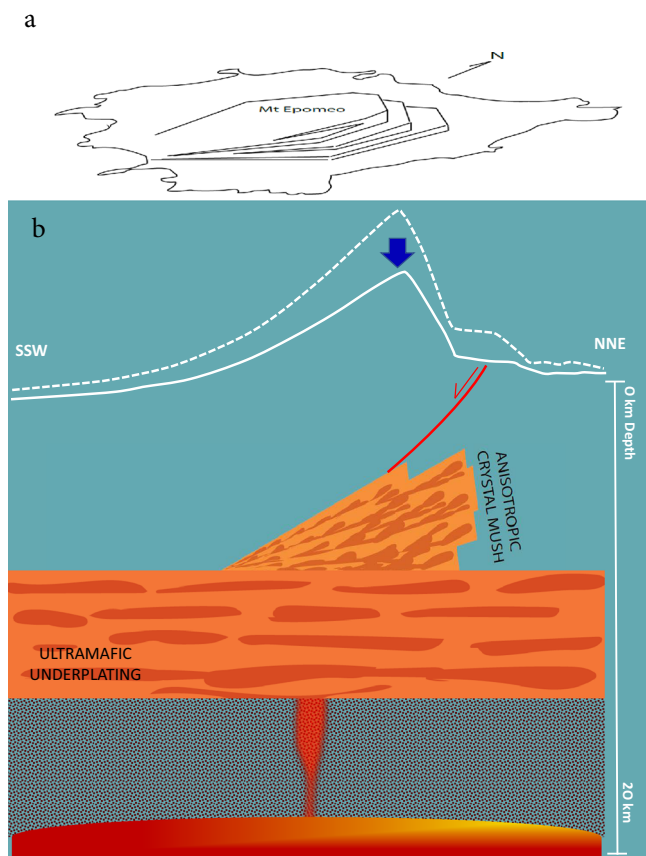 a
N
Mt Epomeo
b
SSW
NNE
0 km Depth
ANISOTROPIC
CRYSTAL MUSH
ULTRAMAFIC
UNDERPLATING
20 km